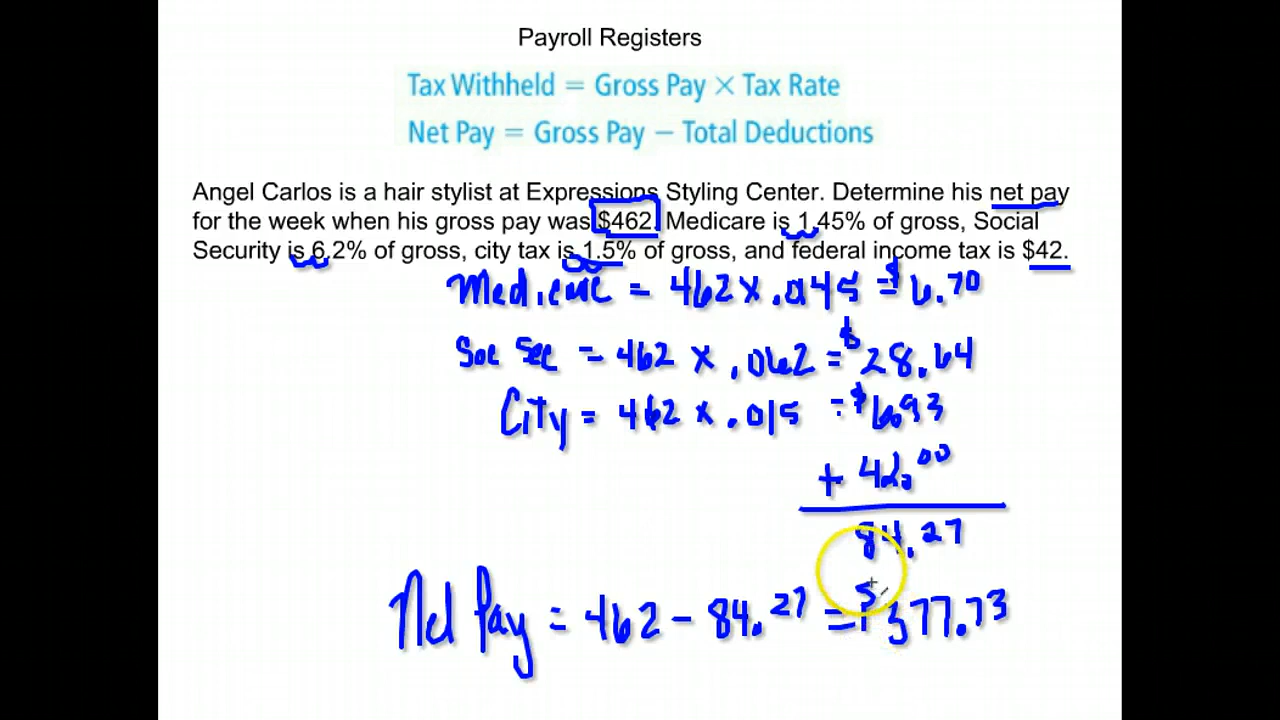 Payroll Registers
Tax Withheld = Gross Pay × Tax Rate
Net Pay = Gross Pay − Total Deductions
Angel Carlos is a hair stylist at Expressions Styling Center. Determine his net pay
for the week when his gross pay was $462. Medicare is 1.45% of gross, Social
Security is 6.2% of gross, city tax is 1.5% of gross, and federal income tax is $42.
Medicare = 462 x .0145 = $6.70
Soc Sec = 462 x .062 = $28.64
City = 462 x .015 = $6.93
+ 42.00
84.27
Net Pay = 462 - 84.27 = $377.73